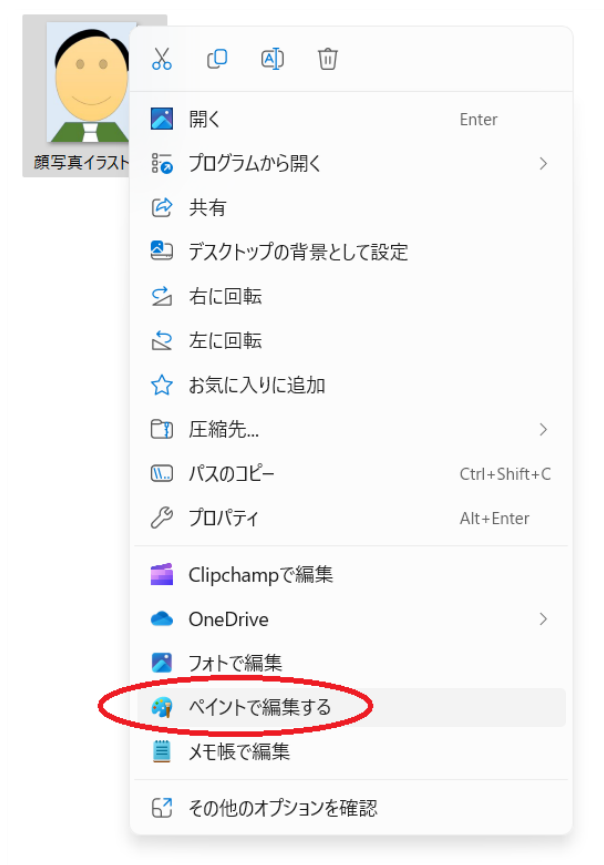 顔写真イラスト
開く Enter
プログラムから開く
共有
デスクトップの背景として設定
右に回転
左に回転
お気に入りに追加
圧縮先...
パスのコピー Ctrl+Shift+C
プロパティ Alt+Enter
Clipchampで編集
OneDrive
フォトで編集
ペイントで編集する
メモ帳で編集
その他のオプションを確認